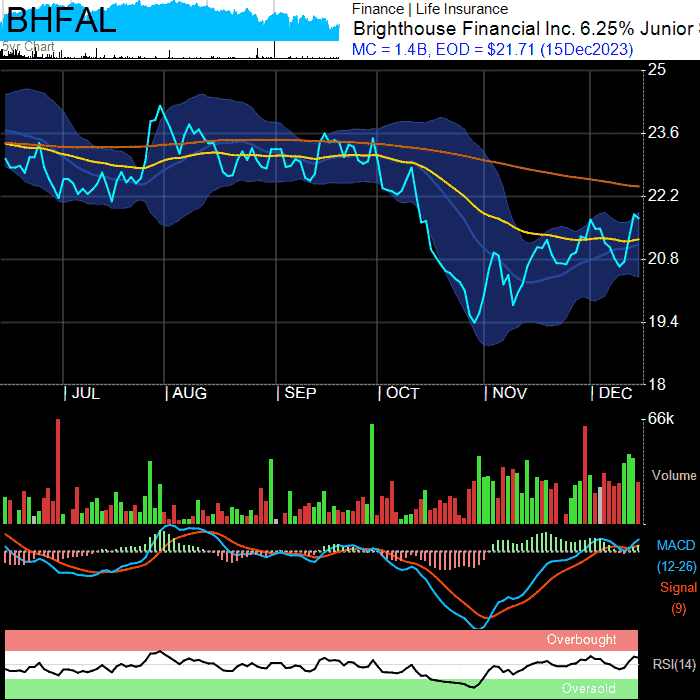 BHFAL
5yr Chart
Finance | Life Insurance
Brighthouse Financial Inc. 6.25% Junior
MC = 1.4B, EOD = $21.71 (15Dec2023)
25
23.6
22.2
20.8
19.4
18
JUL AUG SEP OCT NOV DEC
66k
Volume
MACD
(12-26)
Signal
(9)
Overbought
RSI(14)
Oversold